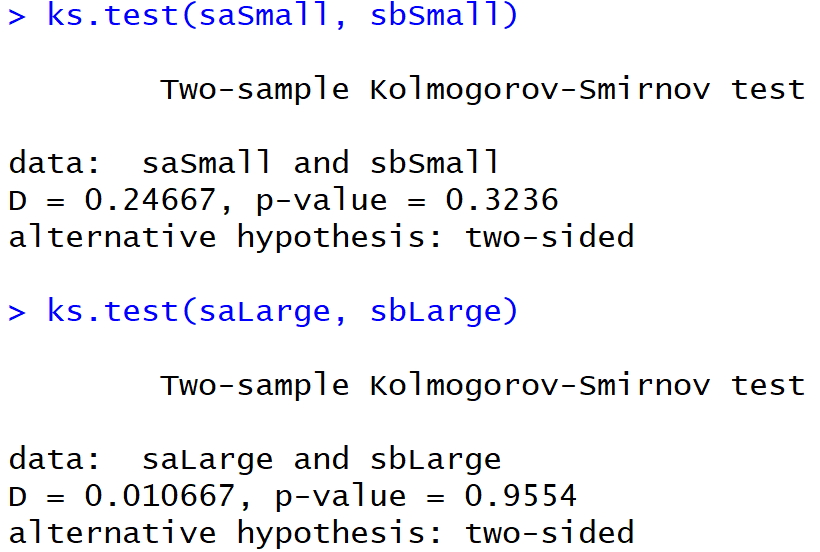 > ks.test(saSmall, sbSmall)
Two-sample Kolmogorov-Smirnov test
data:  saSmall and sbSmall
D = 0.24667, p-value = 0.3236
alternative hypothesis: two-sided
> ks.test(saLarge, sbLarge)
Two-sample Kolmogorov-Smirnov test
data:  saLarge and sbLarge
D = 0.010667, p-value = 0.9554
alternative hypothesis: two-sided